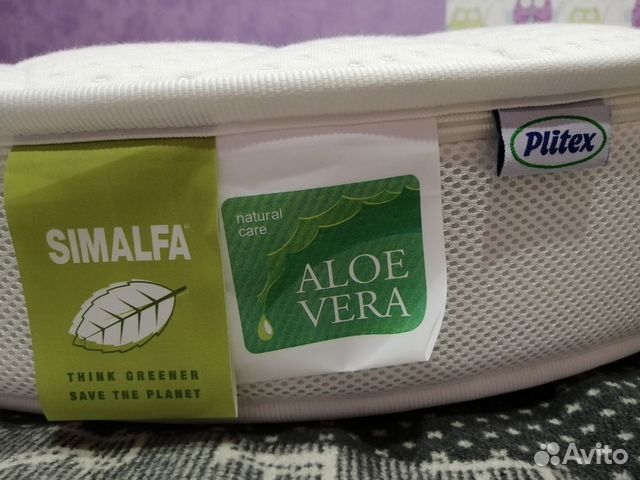 SIMALFA
THINK GREENER
SAVE THE PLANET
natural
care
ALOE
VERA
Plitex
Avito